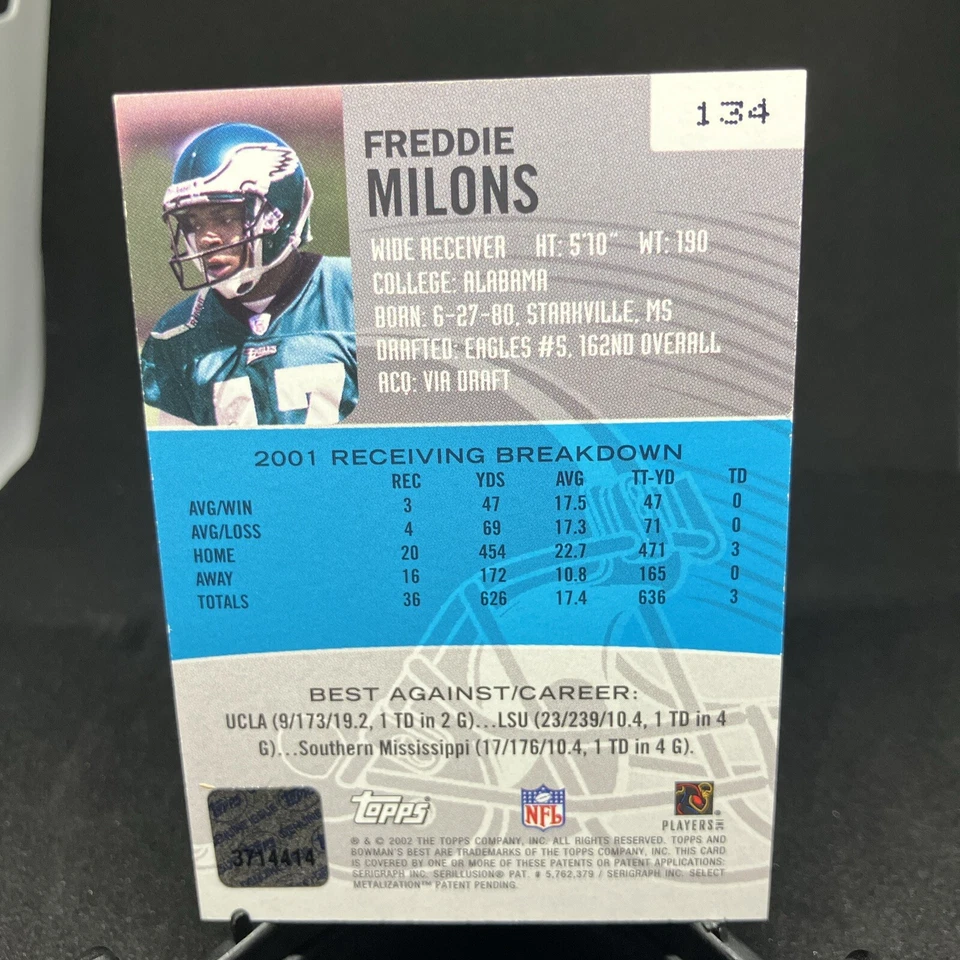 134
FREDDIE
MILONS
WIDE RECEIVER HT: 5'10" WT: 190
COLLEGE: ALABAMA
BORN: 6-27-80, STARKVILLE, MS
DRAFTED: EAGLES #5, 162ND OVERALL
ACQ: VIA DRAFT
EAGLES
17
2001 RECEIVING BREAKDOWN
REC YDS AVG TT-YD TD
AVG/WIN 3 47 17.5 47 0
AVG/LOSS 4 69 17.3 71 0
HOME 20 454 22.7 471 3
AWAY 16 172 10.8 165 0
TOTALS 36 626 17.4 636 3
BEST AGAINST/CAREER:
UCLA (9/173/19.2, 1 TD in 2 G)...LSU (23/239/10.4, 1 TD in 4
G)...Southern Mississippi (17/176/10.4, 1 TD in 4 G).
3714414
topps
NFL
PLAYERS INC
® & © 2002 THE TOPPS COMPANY, INC. ALL RIGHTS RESERVED. TOPPS AND
BOWMAN'S BEST ARE TRADEMARKS OF THE TOPPS COMPANY, INC. THIS CARD
IS COVERED BY ONE OR MORE OF THESE PATENTS OR PATENT APPLICATIONS:
SERIGRAPH INC. SERILLUSION® PAT. # 5,762,379 / SERIGRAPH INC. SELECT
METALIZATION™ PATENT PENDING.